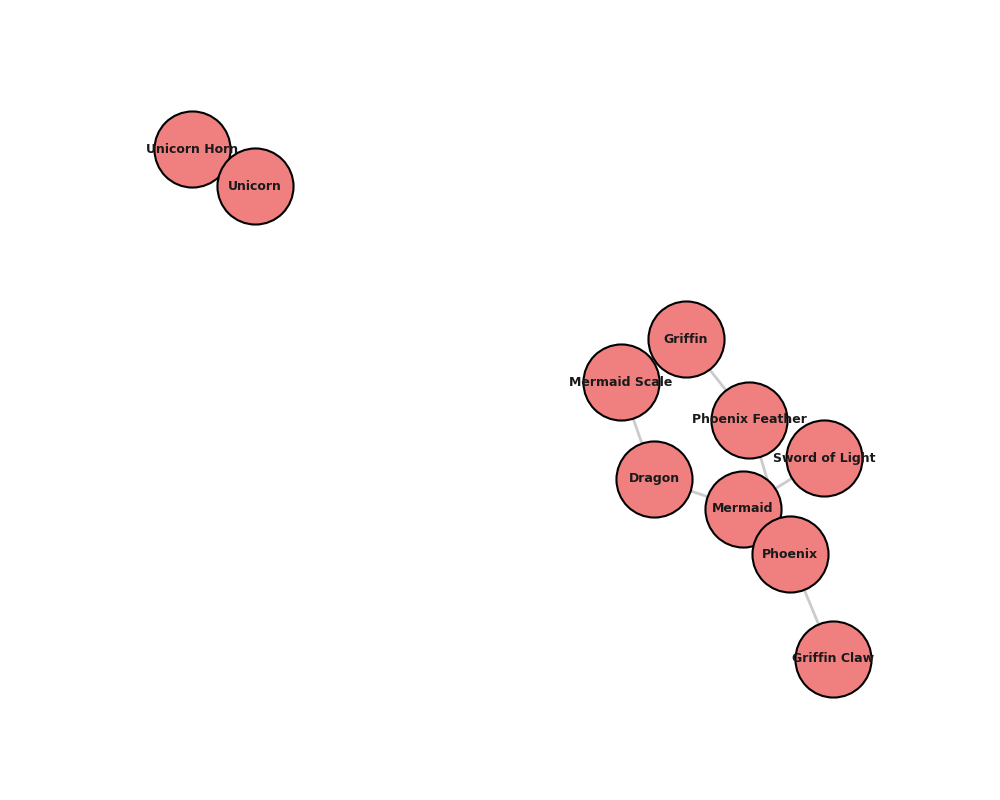 Unicorn Horn
Unicorn
Griffin
Mermaid Scale
Phoenix Feather
Sword of Light
Dragon
Mermaid
Phoenix
Griffin Claw